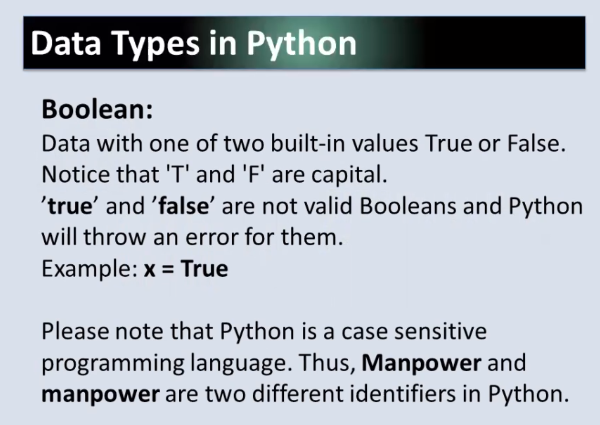 Data Types in Python
Boolean:
Data with one of two built-in values True or False.
Notice that 'T' and 'F' are capital.
’true’ and ’false’ are not valid Booleans and Python
will throw an error for them.
Example: x = True
Please note that Python is a case sensitive
programming language. Thus, Manpower and
manpower are two different identifiers in Python.